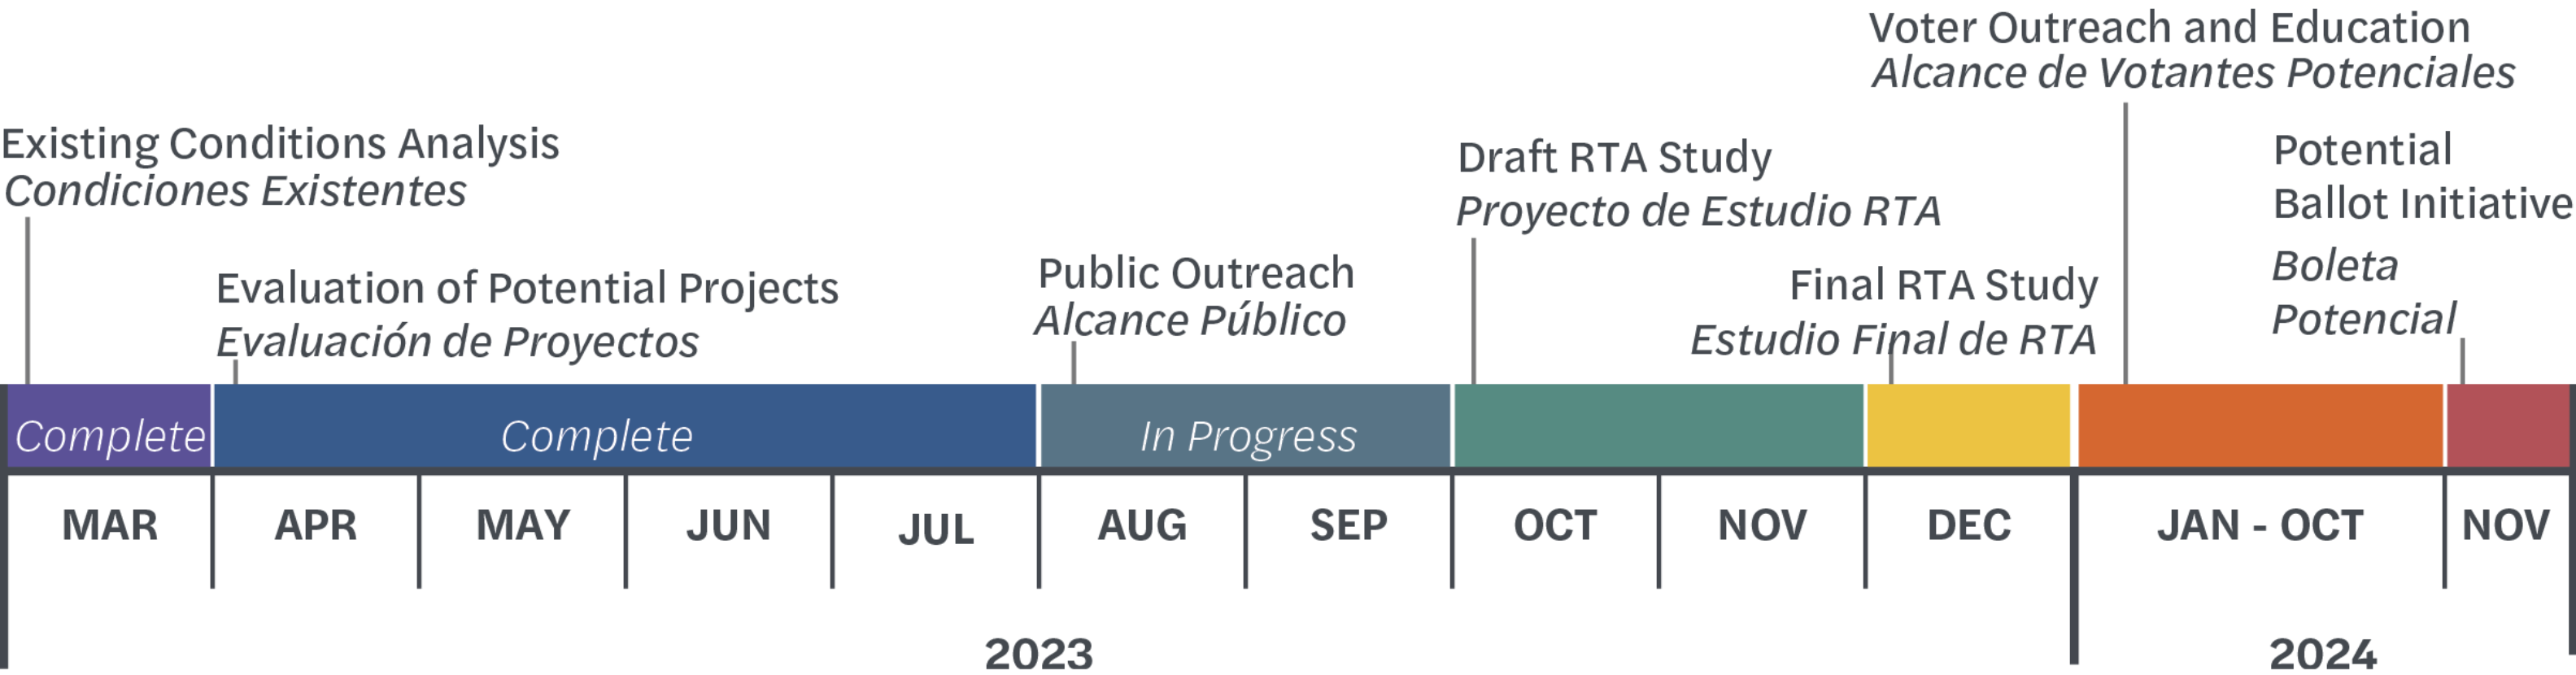 Voter Outreach and Education
Alcance de Votantes Potenciales
Existing Conditions Analysis
Condiciones Existentes
Evaluation of Potential Projects
Evaluación de Proyectos
Public Outreach
Alcance Público
Draft RTA Study
Proyecto de Estudio RTA
Final RTA Study
Estudio Final de RTA
Potential
Ballot Initiative
Boleta
Potencial
Complete
Complete
In Progress
MAR
APR
MAY
JUN
JUL
AUG
SEP
OCT
NOV
DEC
JAN - OCT
NOV
2023
2024